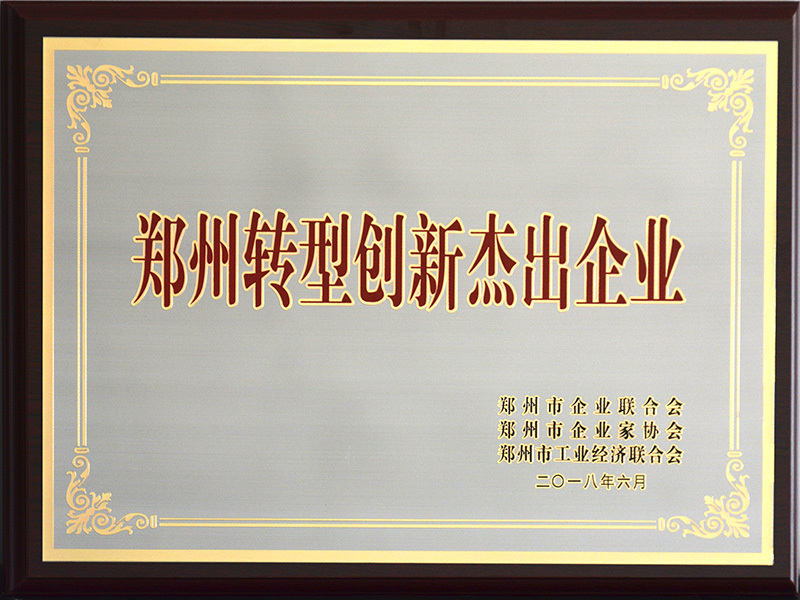 郑州转型创新杰出企业
郑州市企业联合会
郑州市企业家协会
郑州市工业经济联合会
二〇一八年六月